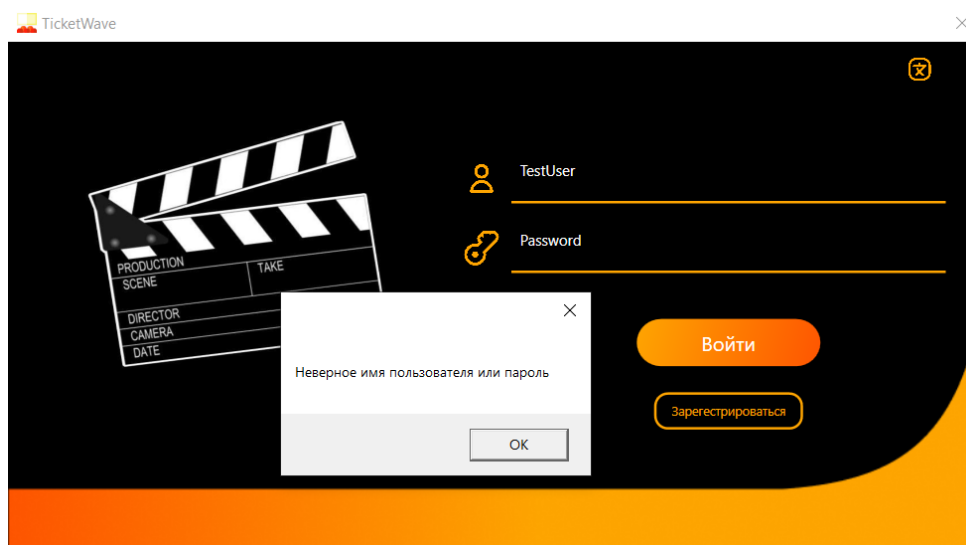 TicketWave
TestUser
Password
PRODUCTION
SCENE
TAKE
DIRECTOR
CAMERA
DATE
Неверное имя пользователя или пароль
OK
Войти
Зарегестрироваться